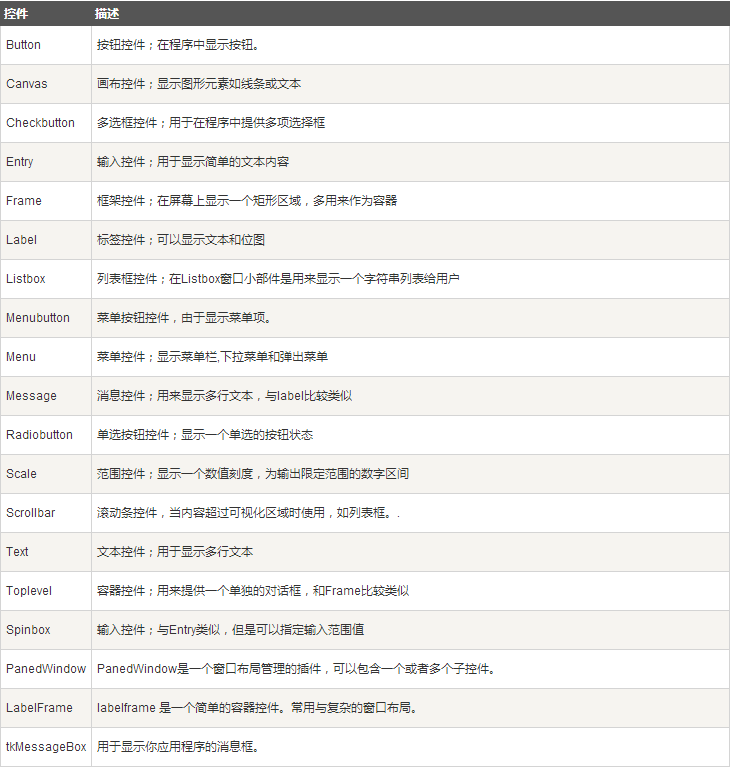 控件 描述
Button 按钮控件；在程序中显示按钮。
Canvas 画布控件；显示图形元素如线条或文本
Checkbutton 多选框控件；用于在程序中提供多项选择框
Entry 输入控件；用于显示简单的文本内容
Frame 框架控件；在屏幕上显示一个矩形区域，多用来作为容器
Label 标签控件；可以显示文本和位图
Listbox 列表框控件；在Listbox窗口小部件是用来显示一个字符串列表给用户
Menubutton 菜单按钮控件，由于显示菜单项。
Menu 菜单控件；显示菜单栏,下拉菜单和弹出菜单
Message 消息控件；用来显示多行文本，与label比较类似
Radiobutton 单选按钮控件；显示一个单选的按钮状态
Scale 范围控件；显示一个数值刻度，为输出限定范围的数字区间
Scrollbar 滚动条控件，当内容超过可视化区域时使用，如列表框。.
Text 文本控件；用于显示多行文本
Toplevel 容器控件；用来提供一个单独的对话框，和Frame比较类似
Spinbox 输入控件；与Entry类似，但是可以指定输入范围值
PanedWindow PanedWindow是一个窗口布局管理的插件，可以包含一个或者多个子控件。
LabelFrame labelframe 是一个简单的容器控件。常用与复杂的窗口布局。
tkMessageBox 用于显示你应用程序的消息框。